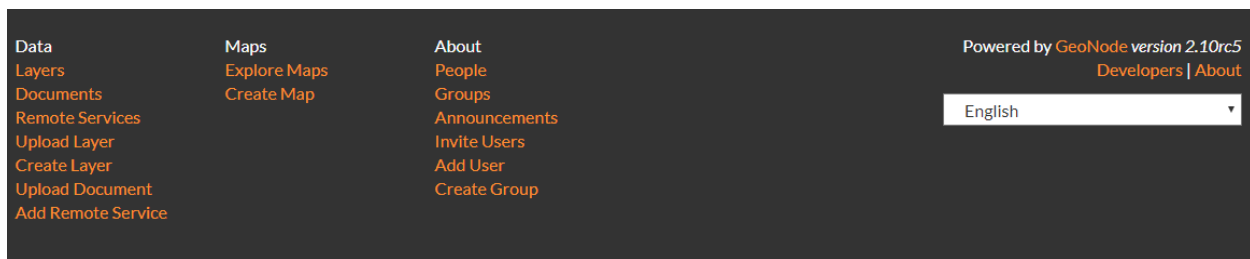 Data
Layers
Documents
Remote Services
Upload Layer
Create Layer
Upload Document
Add Remote Service
Maps
Explore Maps
Create Map
About
People
Groups
Announcements
Invite Users
Add User
Create Group
Powered by GeoNode version 2.10rc5
Developers | About
English